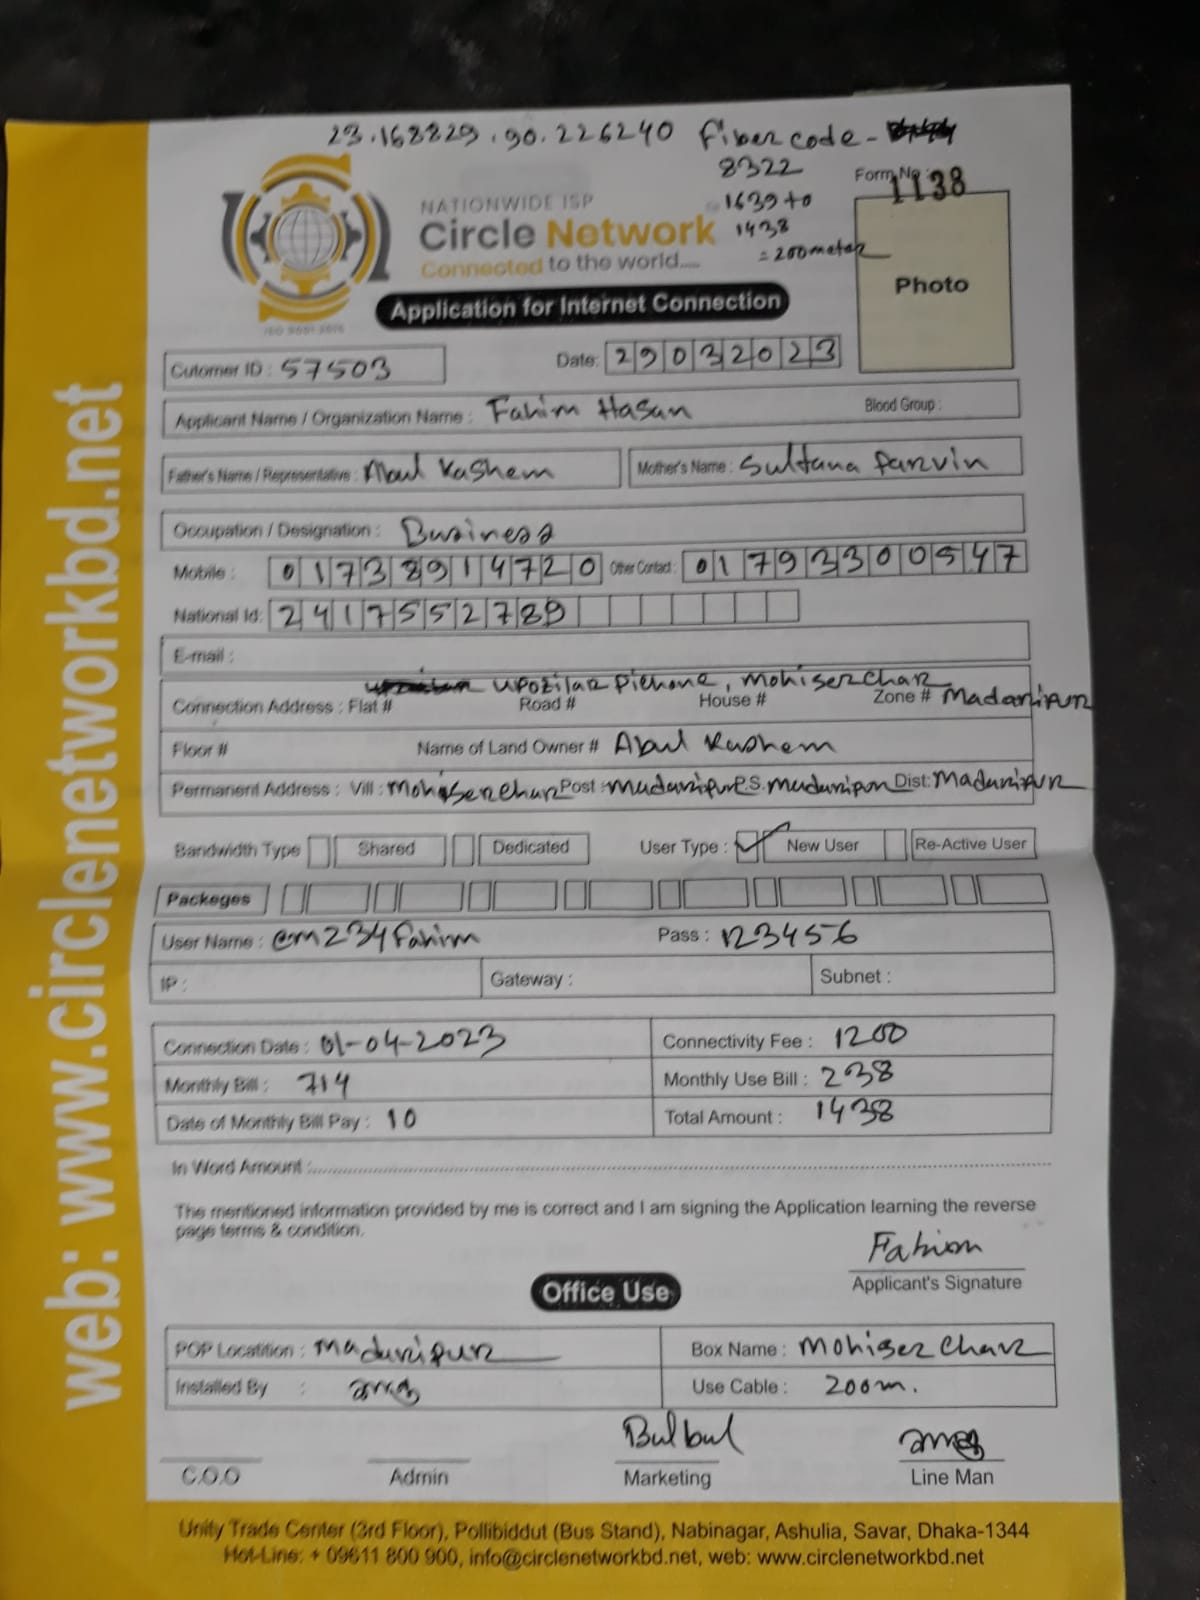 23.168829.90.226240 Fiber code -
8322
Form No : 1138
1639 to
1438
= 200 meter
NATIONWIDE ISP
Circle Network
Connected to the world.....
ISO 9001:2015
Photo
Application for Internet Connection
Cutomer ID : 57503 Date: 29032023
Applicant Name / Organization Name : Fahim Hasan Blood Group :
Father's Name / Representative : Abul Kashem Mother's Name : Sultana Parvin
Occupation / Designation : Business
Mobile : 01738914720 Other Contact : 01793300547
National Id: 2417552789
E-mail :
upozilar pichone, Mohiserchar
Connection Address : Flat # Road # House # Zone # Madaripur
Floor # Name of Land Owner # Abul Kashem
Permanent Address : Vill : Mohiserchar Post : Madaripur P.S. Madaripur Dist: Madaripur
Bandwidth Type Shared Dedicated User Type : New User Re-Active User
Packeges
User Name : @m234Fahim Pass : 123456
IP : Gateway : Subnet :
Connection Date : 01-04-2023 Connectivity Fee : 1200
Monthly Bill : 714 Monthly Use Bill : 238
Date of Monthly Bill Pay : 10 Total Amount : 1438
In Word Amount :
The mentioned information provided by me is correct and I am signing the Application learning the reverse
page terms & condition.
Fahim
Applicant's Signature
Office Use
POP Locatition : Madaripur Box Name : Mohiser Char
Installed By : Use Cable : 200m.
Bulbul
C.O.O Admin Marketing Line Man
Unity Trade Center (3rd Floor), Pollibiddut (Bus Stand), Nabinagar, Ashulia, Savar, Dhaka-1344
Hot-Line: + 09611 800 900, info@circlenetworkbd.net, web: www.circlenetworkbd.net
web: www.circlenetworkbd.net